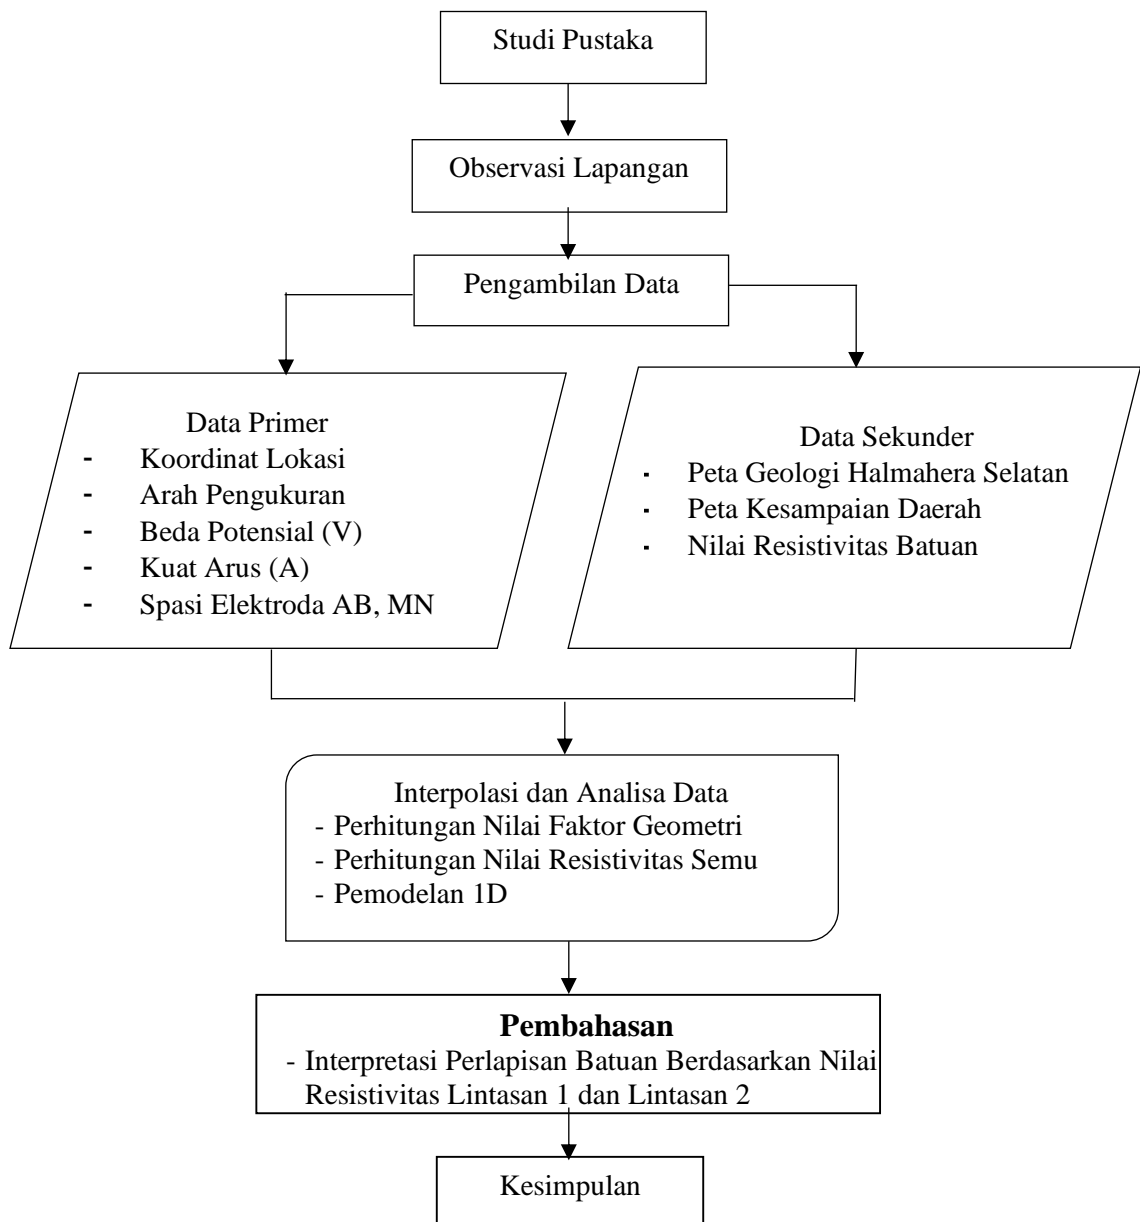 Studi Pustaka
Observasi Lapangan
Pengambilan Data
Data Primer
- Koordinat Lokasi
- Arah Pengukuran
- Beda Potensial (V)
- Kuat Arus (A)
- Spasi Elektroda AB, MN
Data Sekunder
▪ Peta Geologi Halmahera Selatan
▪ Peta Kesampaian Daerah
▪ Nilai Resistivitas Batuan
Interpolasi dan Analisa Data
- Perhitungan Nilai Faktor Geometri
- Perhitungan Nilai Resistivitas Semu
- Pemodelan 1D
Pembahasan
- Interpretasi Perlapisan Batuan Berdasarkan Nilai
Resistivitas Lintasan 1 dan Lintasan 2
Kesimpulan